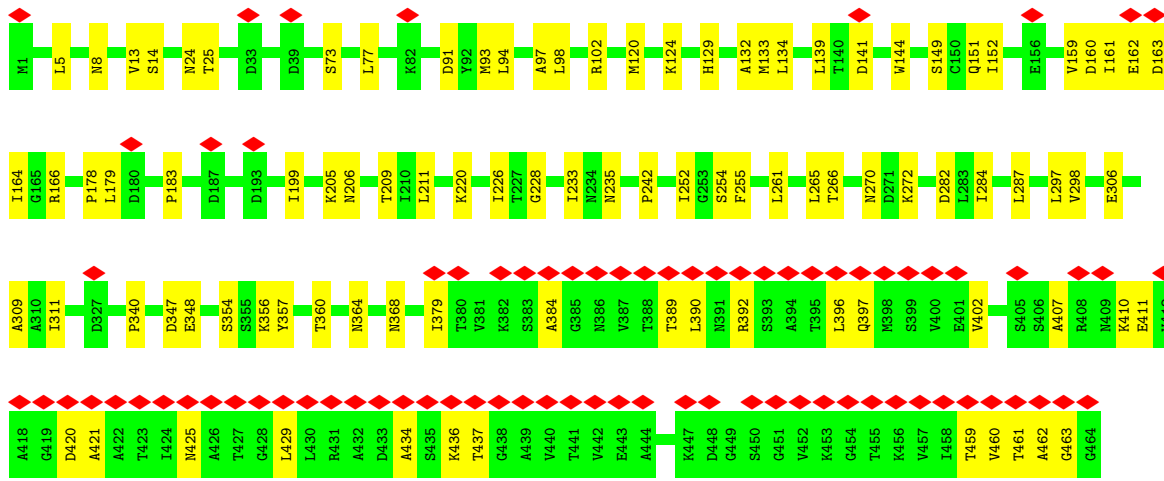 M1 L5 N8 V13 S14 N24 T25 D33 D39 S73 L77 K82 D91 Y92 M93 L94 A97 L98 R102 M120 K124 H129 A132 M133 L134 L139 T140 D141 W144 S149 C150 Q151 I152 E156 V159 D160 I161 E162 D163
I164 G165 R166 P178 L179 D180 P183 D187 D193 I199 K205 N206 T209 I210 L211 K220 I226 T227 G228 I233 N234 N235 P242 I252 G253 S254 F255 L261 L265 T266 N270 D271 K272 D282 L283 I284 L287 L297 V298 E306
A309 A310 I311 D327 P340 D347 E348 S354 S355 K356 Y357 T360 N364 N368 I379 T380 V381 K382 S383 A384 G385 N386 V387 T388 T389 L390 N391 R392 S393 A394 T395 L396 Q397 M398 S399 V400 E401 V402 S405 S406 A407 R408 N409 K410 E411
A418 G419 D420 A421 A422 T423 I424 N425 A426 T427 G428 L429 L430 R431 A432 D433 A434 S435 K436 T437 G438 A439 V440 T441 V442 E443 A444 K447 D448 G449 S450 G451 V452 K453 G454 T455 K456 V457 I458 T459 V460 T461 A462 G463 G464